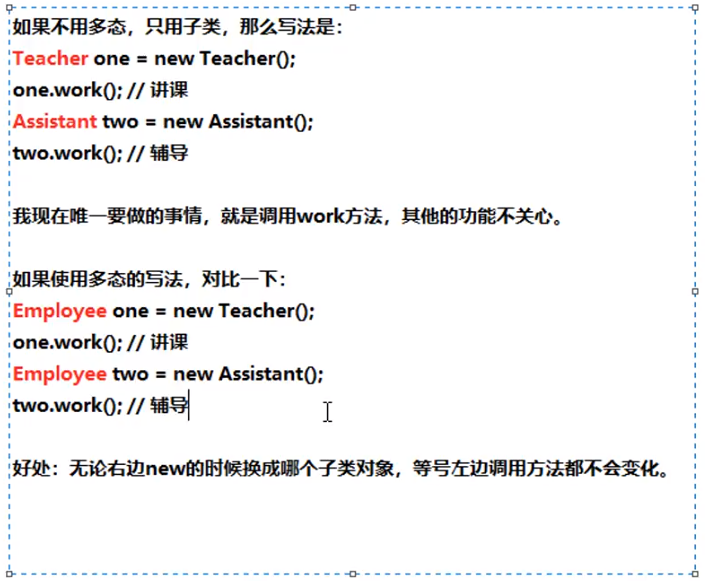 如果不用多态，只用子类，那么写法是：
Teacher one = new Teacher();
one.work(); // 讲课
Assistant two = new Assistant();
two.work(); // 辅导
我现在唯一要做的事情，就是调用work方法，其他的功能不关心。
如果使用多态的写法，对比一下：
Employee one = new Teacher();
one.work(); // 讲课
Employee two = new Assistant();
two.work(); // 辅导
好处：无论右边new的时候换成哪个子类对象，等号左边调用方法都不会变化。